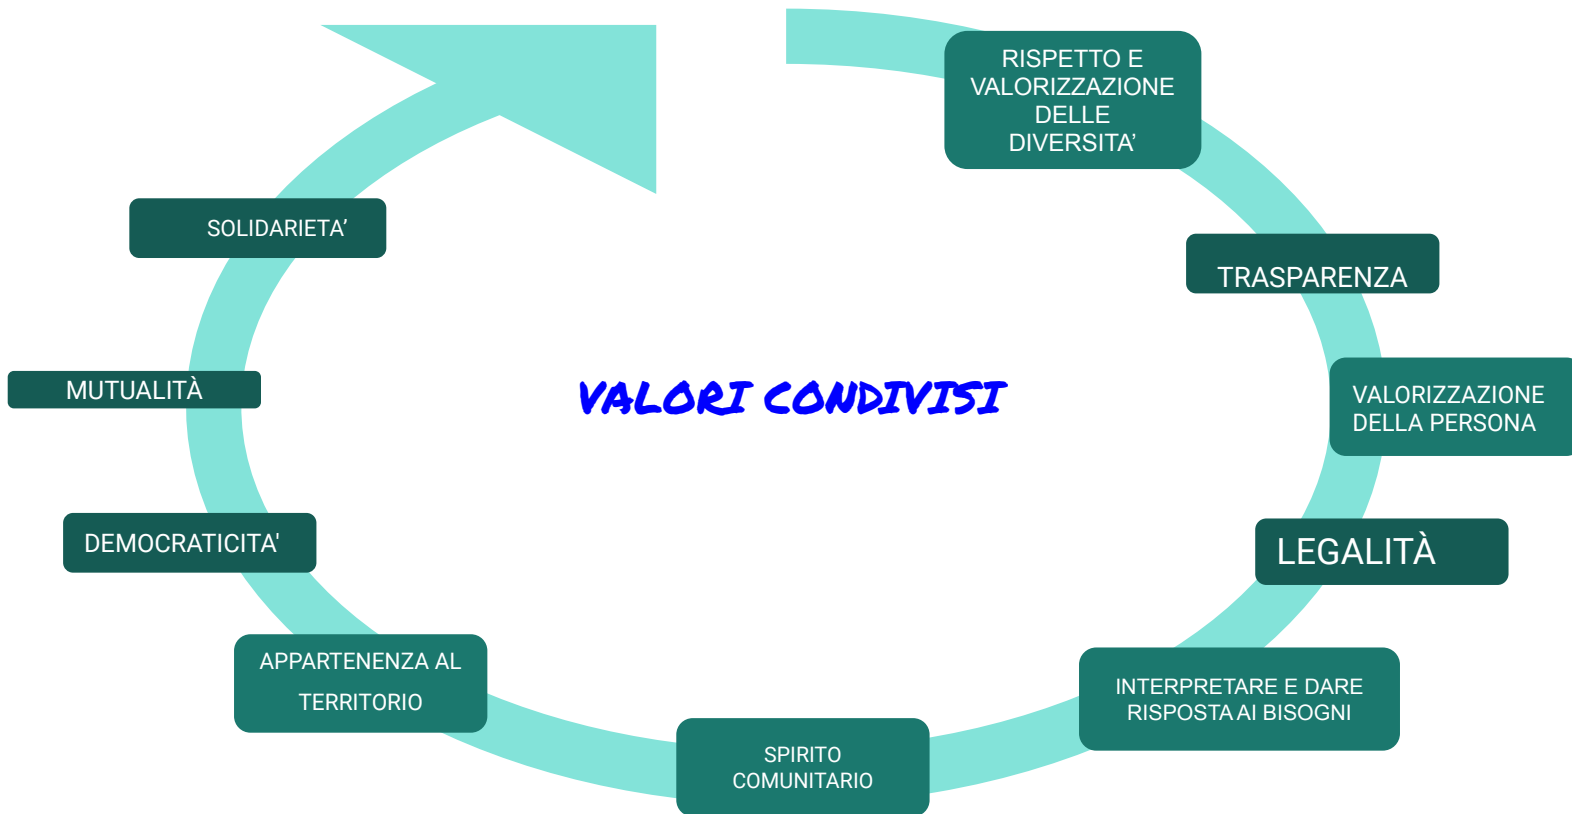 RISPETTO E
VALORIZZAZIONE
DELLE
DIVERSITA’
SOLIDARIETA’
TRASPARENZA
MUTUALITÀ
VALORI CONDIVISI
VALORIZZAZIONE
DELLA PERSONA
DEMOCRATICITA'
LEGALITÀ
APPARTENENZA AL
TERRITORIO
INTERPRETARE E DARE
RISPOSTA AI BISOGNI
SPIRITO
COMUNITARIO